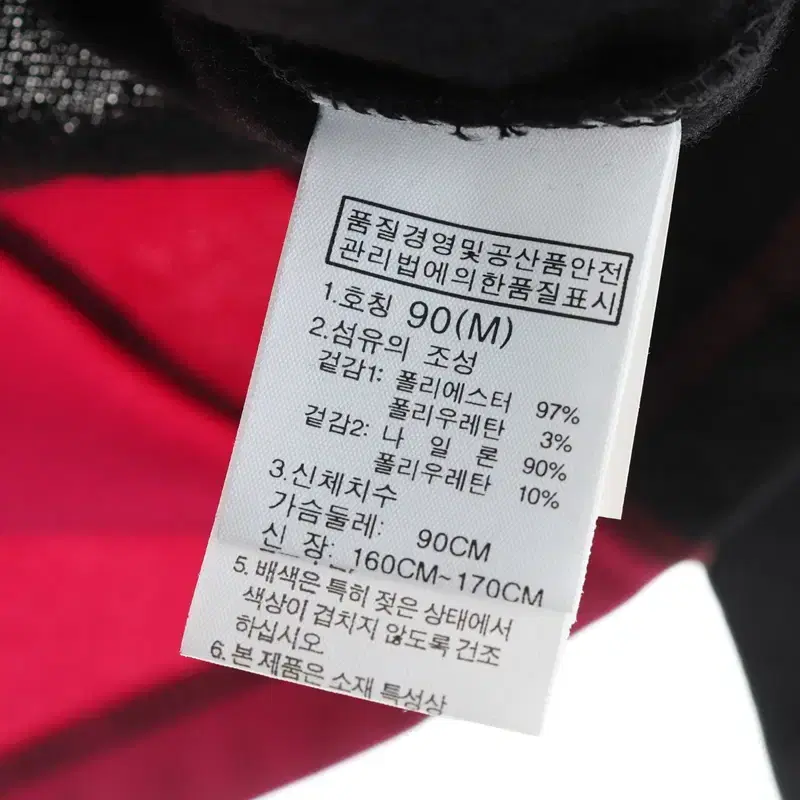 품질경영및공산품안전
관리법에의한품질표시
1.호칭 90(M)
2.섬유의 조성
겉감1: 폴리에스터 97%
폴리우레탄 3%
겉감2: 나 일 론 90%
폴리우레탄 10%
3.신체치수
가슴둘레: 90CM
신 장: 160CM~170CM
5. 배색은 특히 젖은 상태에서
색상이 겹치지 않도록 건조
하십시오
6. 본 제품은 소재 특성상